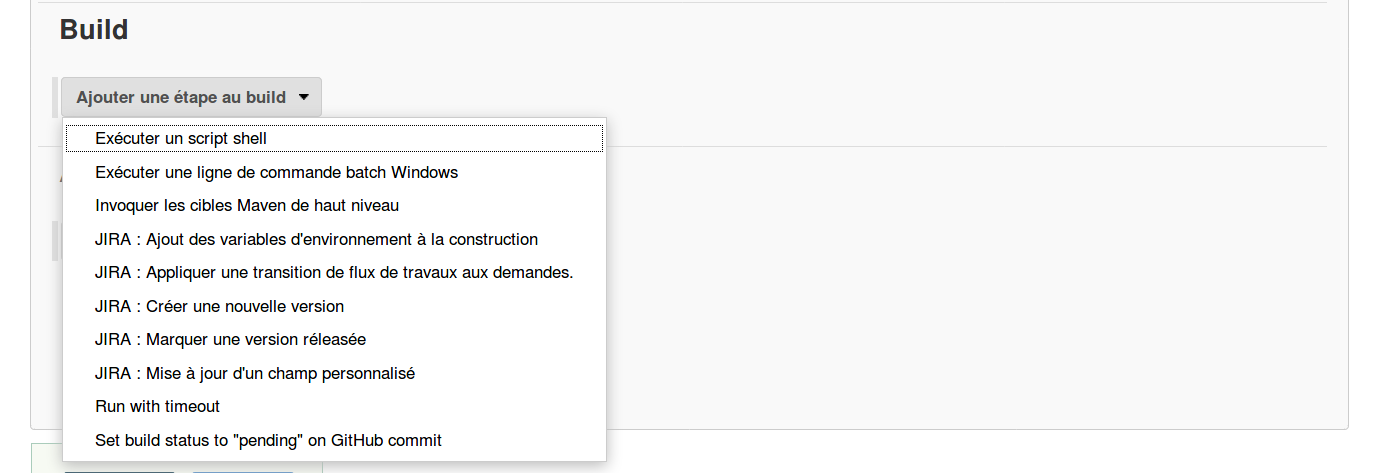 Build
Ajouter une étape au build
Exécuter un script shell
Exécuter une ligne de commande batch Windows
Invoquer les cibles Maven de haut niveau
JIRA : Ajout des variables d'environnement à la construction
JIRA : Appliquer une transition de flux de travaux aux demandes.
JIRA : Créer une nouvelle version
JIRA : Marquer une version réleasée
JIRA : Mise à jour d'un champ personnalisé
Run with timeout
Set build status to "pending" on GitHub commit